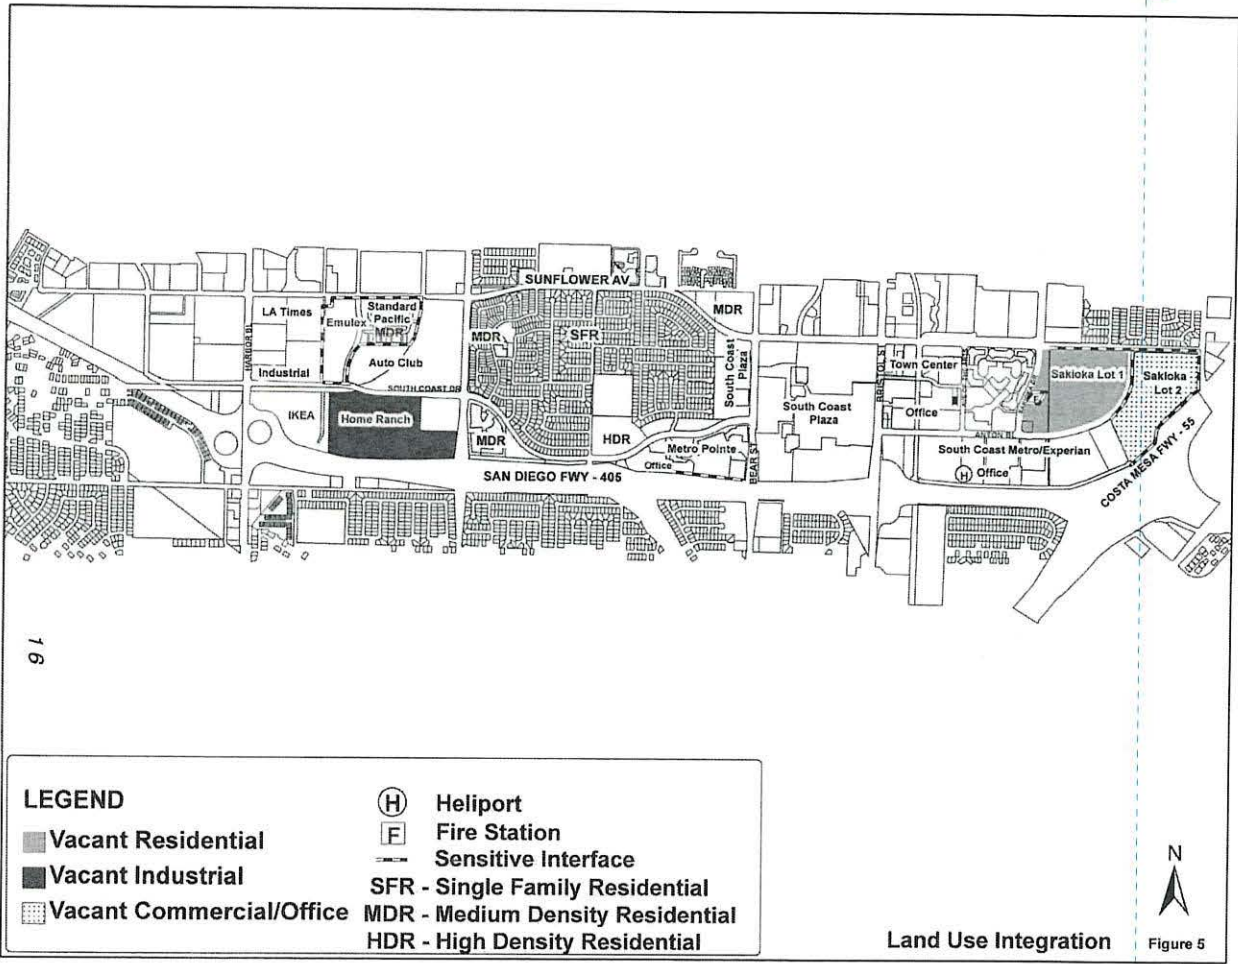 SUNFLOWER AV
LA Times
Emulex
Standard
Pacific
MDR
MDR
SFR
MDR
HARBOR BL
Industrial
Auto Club
SOUTH COAST DR
IKEA
Home Ranch
MDR
HDR
South Coast
Plaza
Metro Pointe
Office
BEAR ST
SAN DIEGO FWY - 405
South Coast
Plaza
BRISTOL ST
Town Center
Office
Sakioka Lot 1
Sakioka
Lot 2
F
ANTON BL
South Coast Metro/Experian
H
Office
COSTA MESA FWY - 55
16
LEGEND
Vacant Residential
Vacant Industrial
Vacant Commercial/Office
H Heliport
F Fire Station
Sensitive Interface
SFR - Single Family Residential
MDR - Medium Density Residential
HDR - High Density Residential
N
Land Use Integration
Figure 5